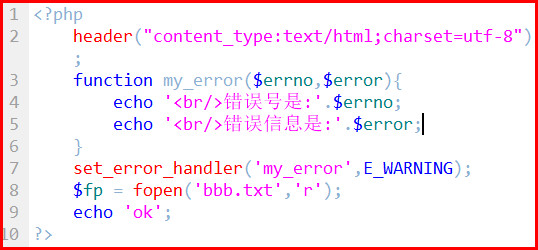 1 <?php
2 header("content_type:text/html;charset=utf-8")
;
3 function my_error($errno,$error){
4 echo '<br/>错误号是:'.$errno;
5 echo '<br/>错误信息是:'.$error;
6 }
7 set_error_handler('my_error',E_WARNING);
8 $fp = fopen('bbb.txt','r');
9 echo 'ok';
10 ?>